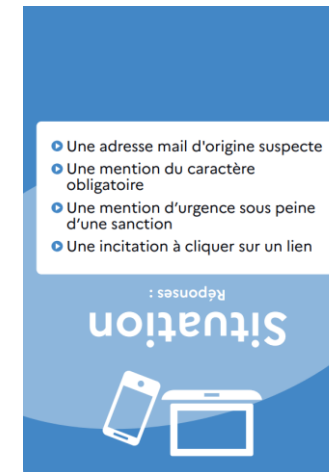 Une adresse mail d'origine suspecte
Une mention du caractère
obligatoire
Une mention d’urgence sous peine
d’une sanction
Une incitation à cliquer sur un lien
Réponses :
Situation